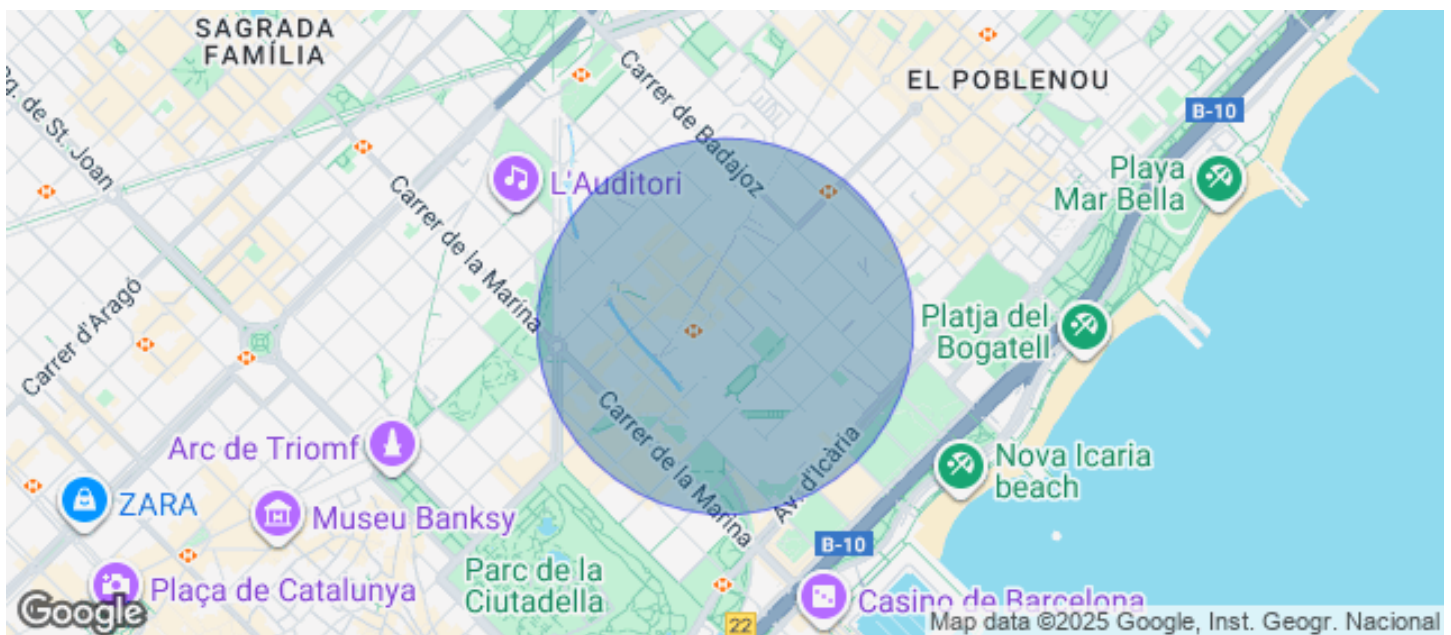 SAGRADA
FAMÍLIA
Carrer de Badajoz
EL POBLENOU
B-10
Pg. de St. Joan
L'Auditori
Playa
Mar Bella
Carrer de la Marina
Carrer d'Aragó
Platja del
Bogatell
Arc de Triomf
Carrer de la Marina
Av. d'Icària
Nova Icaria
beach
ZARA
Museu Banksy
B-10
Plaça de Catalunya
Parc de la
Ciutadella
Casino de Barcelona
Google
22
Map data ©2025 Google, Inst. Geogr. Nacional